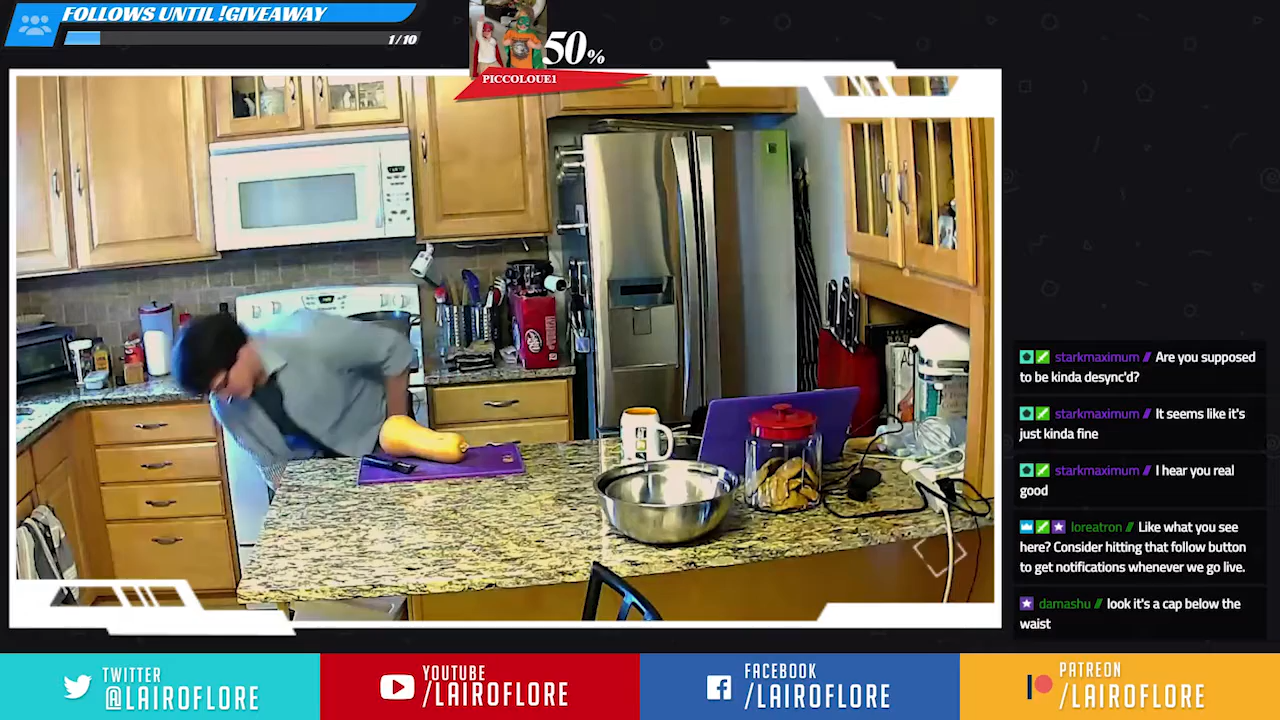 FOLLOWS UNTIL !GIVEAWAY
1/10
50%
PICCOLOUE1
starkmaximum // Are you supposed
to be kinda desync'd?
starkmaximum // It seems like it's
just kinda fine
starkmaximum // I hear you real
good
loreatron // Like what you see
here? Consider hitting that follow button
to get notifications whenever we go live.
damashu // look it's a cap below the
waist
TWITTER
@LAIROFLORE
YOUTUBE
/LAIROFLORE
FACEBOOK
/LAIROFLORE
PATREON
/LAIROFLORE